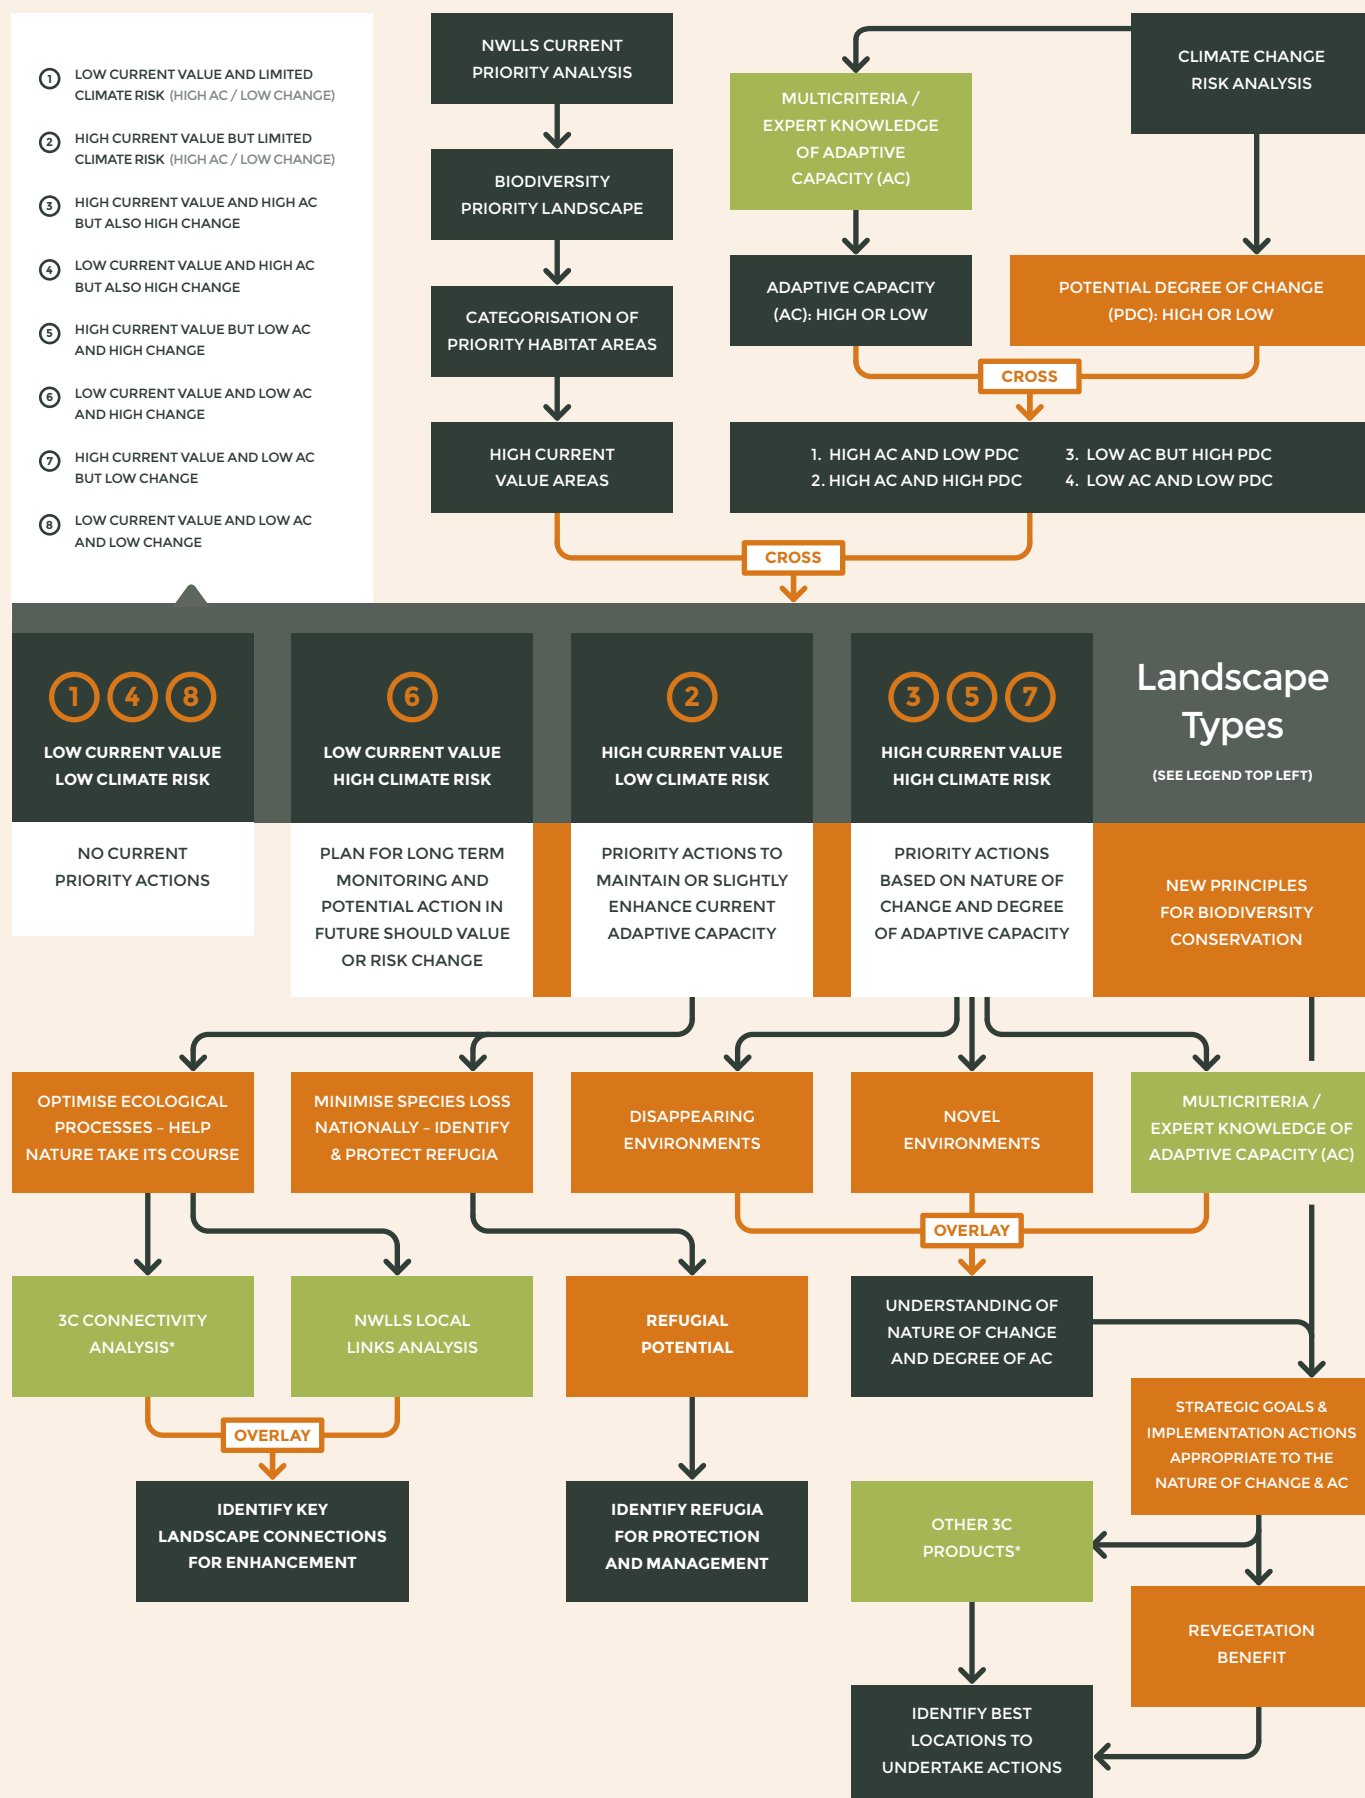 1 LOW CURRENT VALUE AND LIMITED
CLIMATE RISK (HIGH AC / LOW CHANGE)
2 HIGH CURRENT VALUE BUT LIMITED
CLIMATE RISK (HIGH AC / LOW CHANGE)
3 HIGH CURRENT VALUE AND HIGH AC
BUT ALSO HIGH CHANGE
4 LOW CURRENT VALUE AND HIGH AC
BUT ALSO HIGH CHANGE
5 HIGH CURRENT VALUE BUT LOW AC
AND HIGH CHANGE
6 LOW CURRENT VALUE AND LOW AC
AND HIGH CHANGE
7 HIGH CURRENT VALUE AND LOW AC
BUT LOW CHANGE
8 LOW CURRENT VALUE AND LOW AC
AND LOW CHANGE
NWLLS CURRENT
PRIORITY ANALYSIS
BIODIVERSITY
PRIORITY LANDSCAPE
CATEGORISATION OF
PRIORITY HABITAT AREAS
HIGH CURRENT
VALUE AREAS
CLIMATE CHANGE
RISK ANALYSIS
MULTICRITERIA /
EXPERT KNOWLEDGE
OF ADAPTIVE
CAPACITY (AC)
ADAPTIVE CAPACITY
(AC): HIGH OR LOW
POTENTIAL DEGREE OF CHANGE
(PDC): HIGH OR LOW
CROSS
1. HIGH AC AND LOW PDC
2. HIGH AC AND HIGH PDC
3. LOW AC BUT HIGH PDC
4. LOW AC AND LOW PDC
CROSS
1 4 8
LOW CURRENT VALUE
LOW CLIMATE RISK
6
LOW CURRENT VALUE
HIGH CLIMATE RISK
2
HIGH CURRENT VALUE
LOW CLIMATE RISK
3 5 7
HIGH CURRENT VALUE
HIGH CLIMATE RISK
Landscape
Types
(SEE LEGEND TOP LEFT)
NO CURRENT
PRIORITY ACTIONS
PLAN FOR LONG TERM
MONITORING AND
POTENTIAL ACTION IN
FUTURE SHOULD VALUE
OR RISK CHANGE
PRIORITY ACTIONS TO
MAINTAIN OR SLIGHTLY
ENHANCE CURRENT
ADAPTIVE CAPACITY
PRIORITY ACTIONS
BASED ON NATURE OF
CHANGE AND DEGREE
OF ADAPTIVE CAPACITY
NEW PRINCIPLES
FOR BIODIVERSITY
CONSERVATION
OPTIMISE ECOLOGICAL
PROCESSES – HELP
NATURE TAKE ITS COURSE
MINIMISE SPECIES LOSS
NATIONALLY – IDENTIFY
& PROTECT REFUGIA
DISAPPEARING
ENVIRONMENTS
NOVEL
ENVIRONMENTS
MULTICRITERIA /
EXPERT KNOWLEDGE OF
ADAPTIVE CAPACITY (AC)
OVERLAY
3C CONNECTIVITY
ANALYSIS*
NWLLS LOCAL
LINKS ANALYSIS
REFUGIAL
POTENTIAL
UNDERSTANDING OF
NATURE OF CHANGE
AND DEGREE OF AC
OVERLAY
STRATEGIC GOALS &
IMPLEMENTATION ACTIONS
APPROPRIATE TO THE
NATURE OF CHANGE & AC
IDENTIFY KEY
LANDSCAPE CONNECTIONS
FOR ENHANCEMENT
IDENTIFY REFUGIA
FOR PROTECTION
AND MANAGEMENT
OTHER 3C
PRODUCTS*
REVEGETATION
BENEFIT
IDENTIFY BEST
LOCATIONS TO
UNDERTAKE ACTIONS